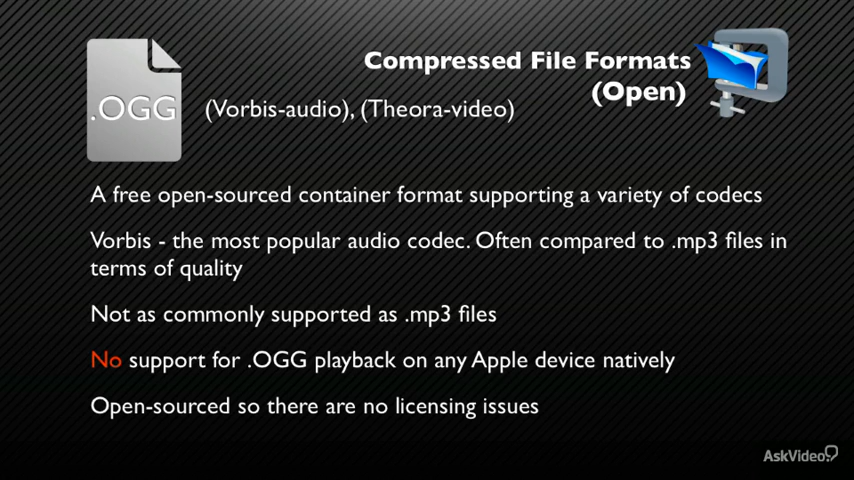 Compressed File Formats
(Open)
.OGG
(Vorbis-audio), (Theora-video)
A free open-sourced container format supporting a variety of codecs
Vorbis - the most popular audio codec. Often compared to .mp3 files in
terms of quality
Not as commonly supported as .mp3 files
No support for .OGG playback on any Apple device natively
Open-sourced so there are no licensing issues
AskVideo